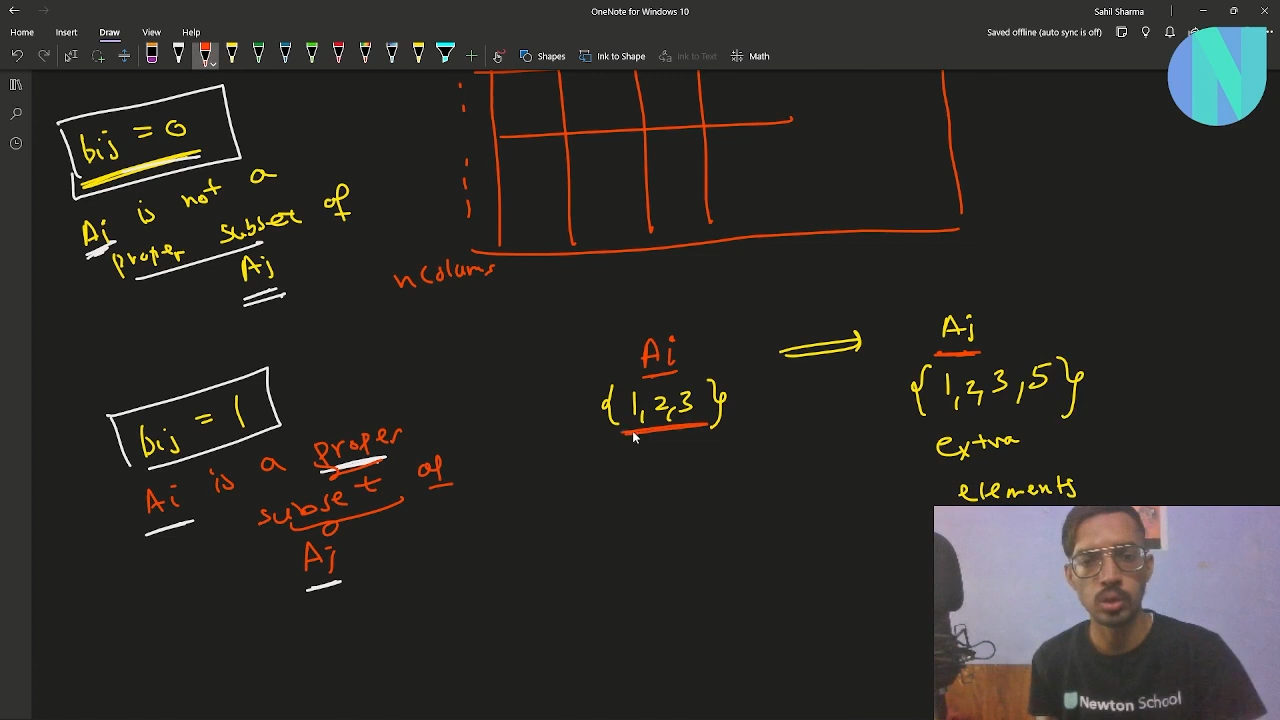 OneNote for Windows 10
Sahil Sharma
Home Insert Draw View Help
Saved offline (auto sync is off)
Shapes
Ink to Shape
Ink to Text
Math
bij = 0
Ai is not a
proper subset of
Aj
n Colums
Ai ⟹ Aj
{1,2,3} {1,2,3,5}
extra
elements
bij = 1
Ai is a proper
subset of
Aj
Newton School